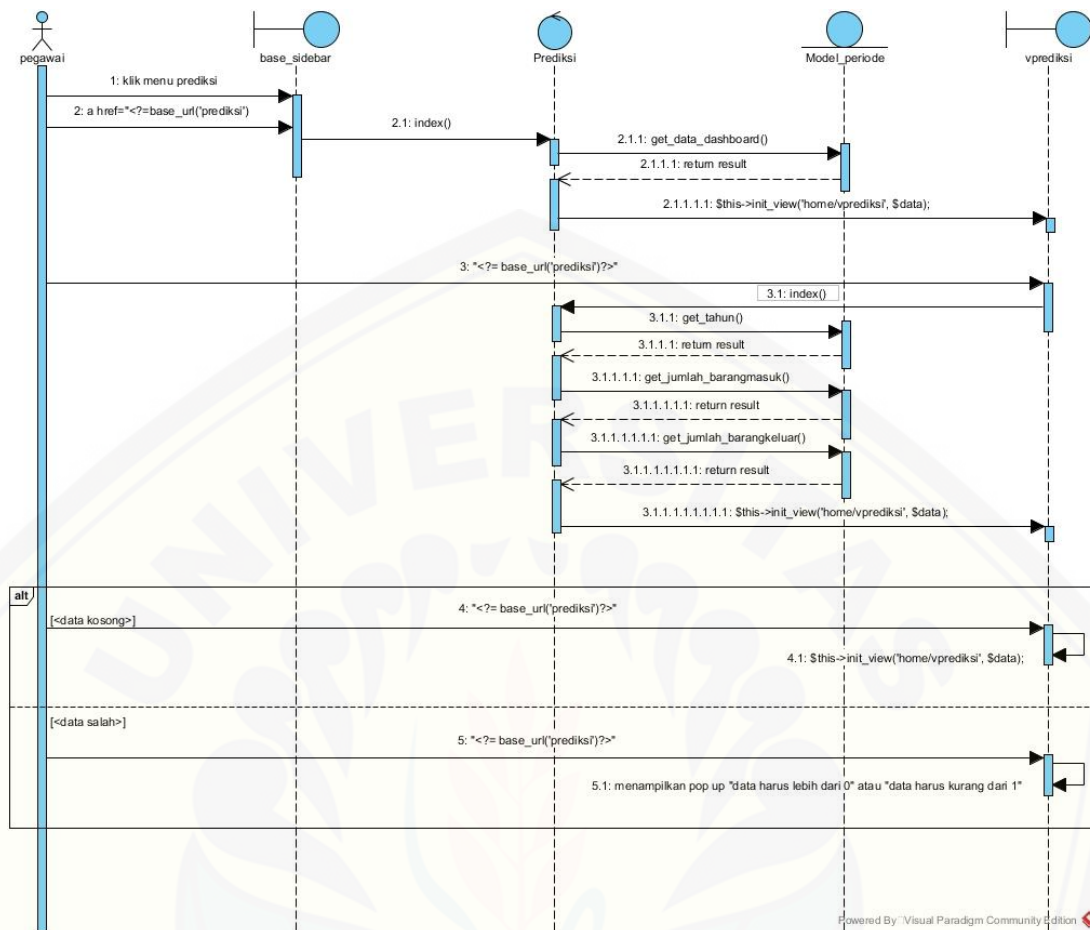 pegawai
base_sidebar
Prediksi
Model_periode
vprediksi
1: klik menu prediksi
2: a href="<?=base_url('prediksi')
2.1: index()
2.1.1: get_data_dashboard()
2.1.1.1: return result
2.1.1.1.1: $this->init_view('home/vprediksi', $data);
3: "<?= base_url('prediksi')?>"
3.1: index()
3.1.1: get_tahun()
3.1.1.1: return result
3.1.1.1.1: get_jumlah_barangmasuk()
3.1.1.1.1.1: return result
3.1.1.1.1.1.1: get_jumlah_barangkeluar()
3.1.1.1.1.1.1.1: return result
3.1.1.1.1.1.1.1.1: $this->init_view('home/vprediksi', $data);
alt
4: "<?= base_url('prediksi')?>"
[<data kosong>]
4.1: $this->init_view('home/vprediksi', $data);
[<data salah>]
5: "<?= base_url('prediksi')?>"
5.1: menampilkan pop up "data harus lebih dari 0" atau "data harus kurang dari 1"
UNIVERSITAS
Powered By Visual Paradigm Community Edition